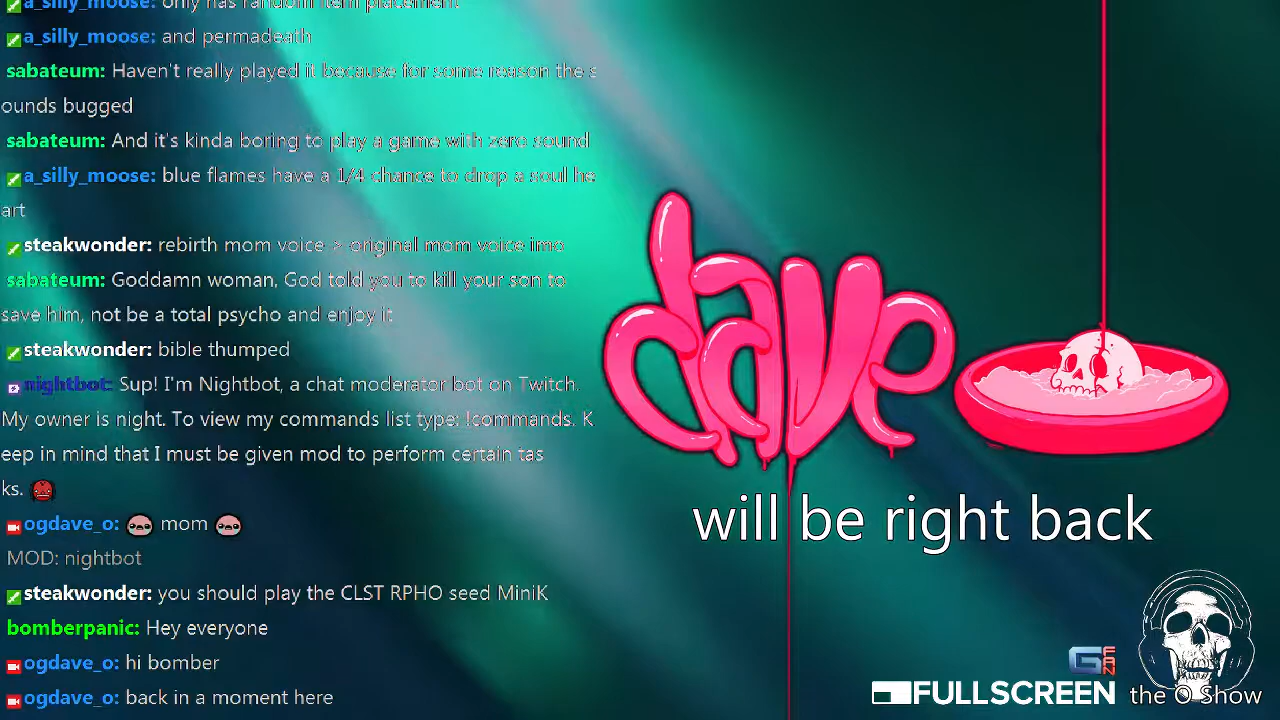 a_silly_moose: only has random item placement
a_silly_moose: and permadeath
sabateum: Haven't really played it because for some reason the s
ounds bugged
sabateum: And it's kinda boring to play a game with zero sound
a_silly_moose: blue flames have a 1/4 chance to drop a soul he
art
steakwonder: rebirth mom voice > original mom voice imo
sabateum: Goddamn woman, God told you to kill your son to
save him, not be a total psycho and enjoy it
steakwonder: bible thumped
nightbot: Sup! I'm Nightbot, a chat moderator bot on Twitch.
My owner is night. To view my commands list type: !commands. K
eep in mind that I must be given mod to perform certain tas
ks.
ogdave_o: mom
MOD: nightbot
steakwonder: you should play the CLST RPHO seed MiniK
bomberpanic: Hey everyone
ogdave_o: hi bomber
ogdave_o: back in a moment here
dave
will be right back
G FAN
FULLSCREEN
the O Show